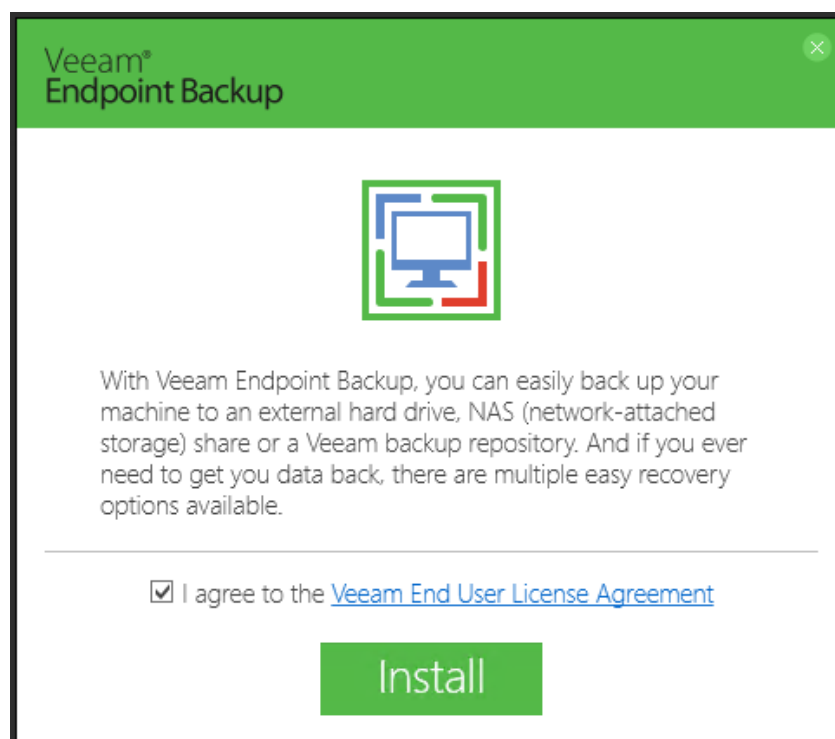 Veeam®
Endpoint Backup
With Veeam Endpoint Backup, you can easily back up your
machine to an external hard drive, NAS (network-attached
storage) share or a Veeam backup repository. And if you ever
need to get you data back, there are multiple easy recovery
options available.
I agree to the Veeam End User License Agreement
Install